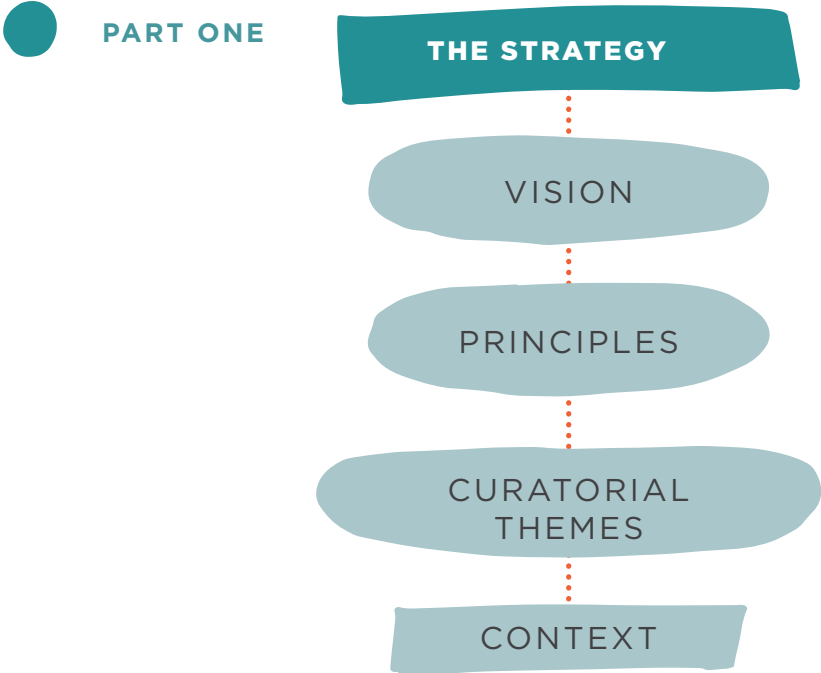 PART ONE
THE STRATEGY
VISION
PRINCIPLES
CURATORIAL
THEMES
CONTEXT